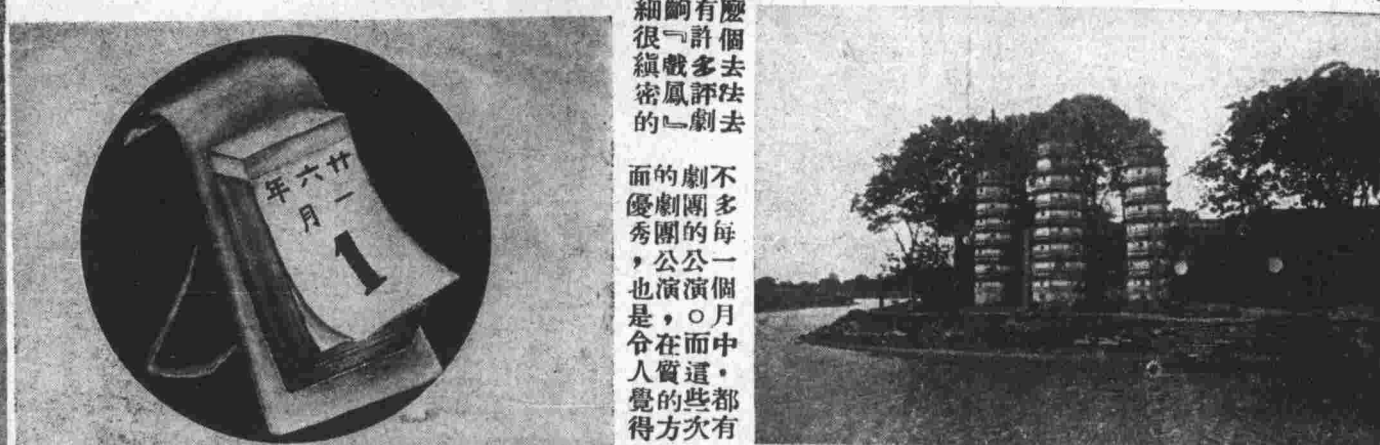 麼個去法去
有許多評劇
齣『戲鳳』
細很縝密的
不多每一個月中,都有
劇團的公演。而這些次
的劇團公演,在質的方
面優秀,也是令人覺得
廿六年
一月
1